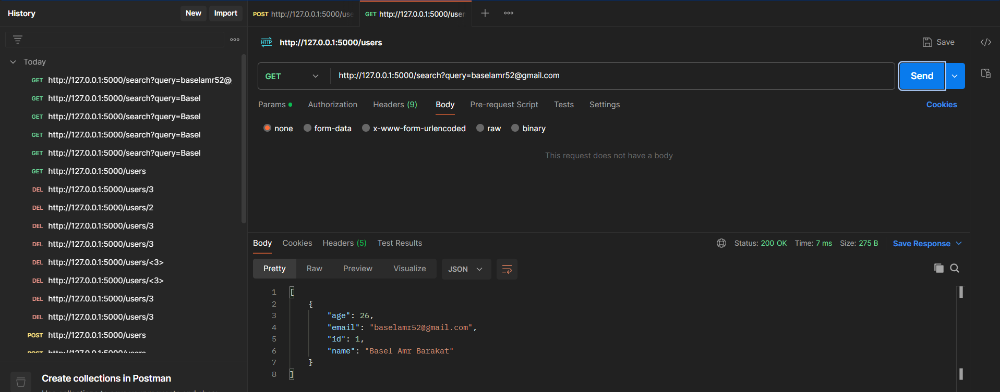 History
New
Import
POST http://127.0.0.1:5000/use
GET http://127.0.0.1:5000/user
Today
GET http://127.0.0.1:5000/search?query=baselamr52@
GET http://127.0.0.1:5000/search?query=Basel
GET http://127.0.0.1:5000/search?query=Basel
GET http://127.0.0.1:5000/search?query=Basel
GET http://127.0.0.1:5000/search?query=Basel
GET http://127.0.0.1:5000/users
DEL http://127.0.0.1:5000/users/3
DEL http://127.0.0.1:5000/users/2
DEL http://127.0.0.1:5000/users/3
DEL http://127.0.0.1:5000/users/3
DEL http://127.0.0.1:5000/users/<3>
DEL http://127.0.0.1:5000/users/<3>
DEL http://127.0.0.1:5000/users/3
DEL http://127.0.0.1:5000/users/3
POST http://127.0.0.1:5000/users
POST http://127.0.0.1:5000/users
Create collections in Postman
HTTP http://127.0.0.1:5000/users
Save
</>
GET http://127.0.0.1:5000/search?query=baselamr52@gmail.com
Send
Params Authorization Headers (9) Body Pre-request Script Tests Settings Cookies
none form-data x-www-form-urlencoded raw binary
This request does not have a body
Body Cookies Headers (5) Test Results Status: 200 OK Time: 7 ms Size: 275 B Save Response
Pretty Raw Preview Visualize JSON
1 [
2 {
3 "age": 26,
4 "email": "baselamr52@gmail.com",
5 "id": 1,
6 "name": "Basel Amr Barakat"
7 }
8 ]